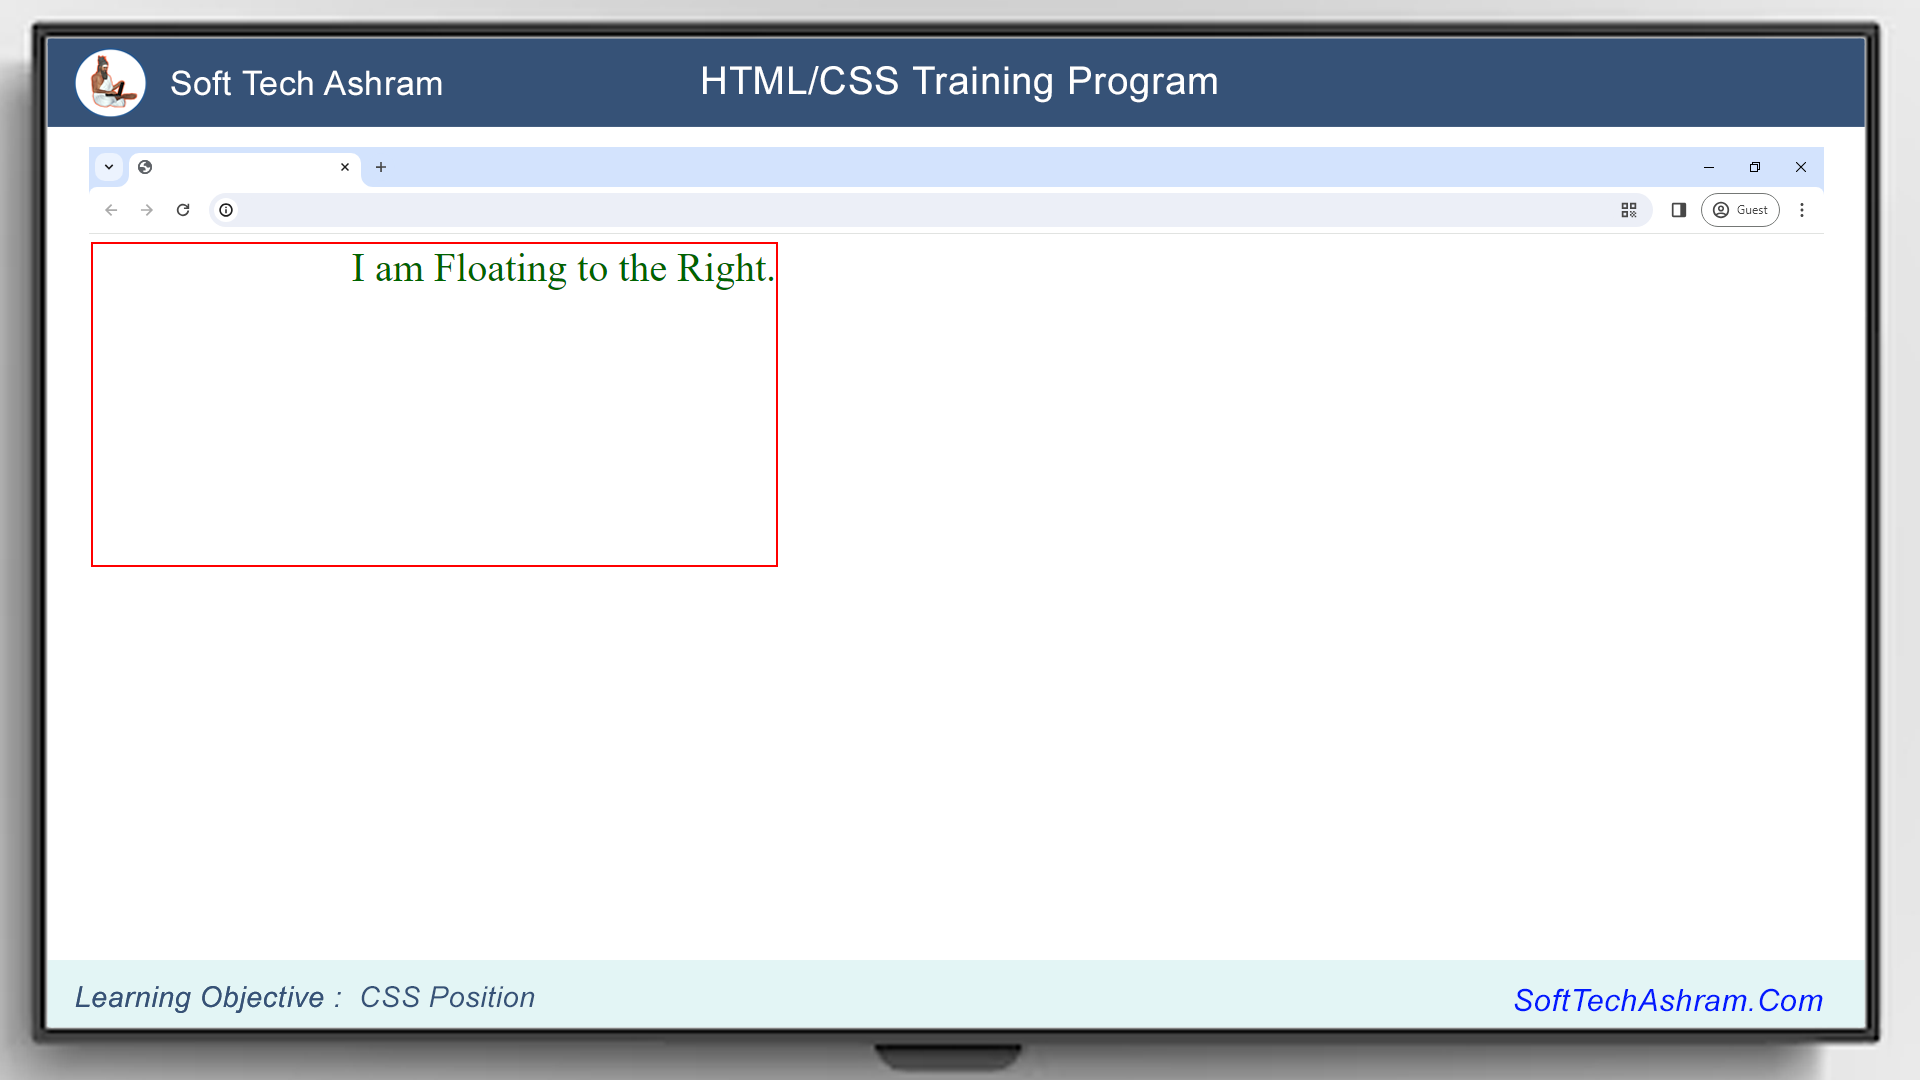 Soft Tech Ashram
HTML/CSS Training Program
Guest
I am Floating to the Right.
Learning Objective : CSS Position
SoftTechAshram.Com